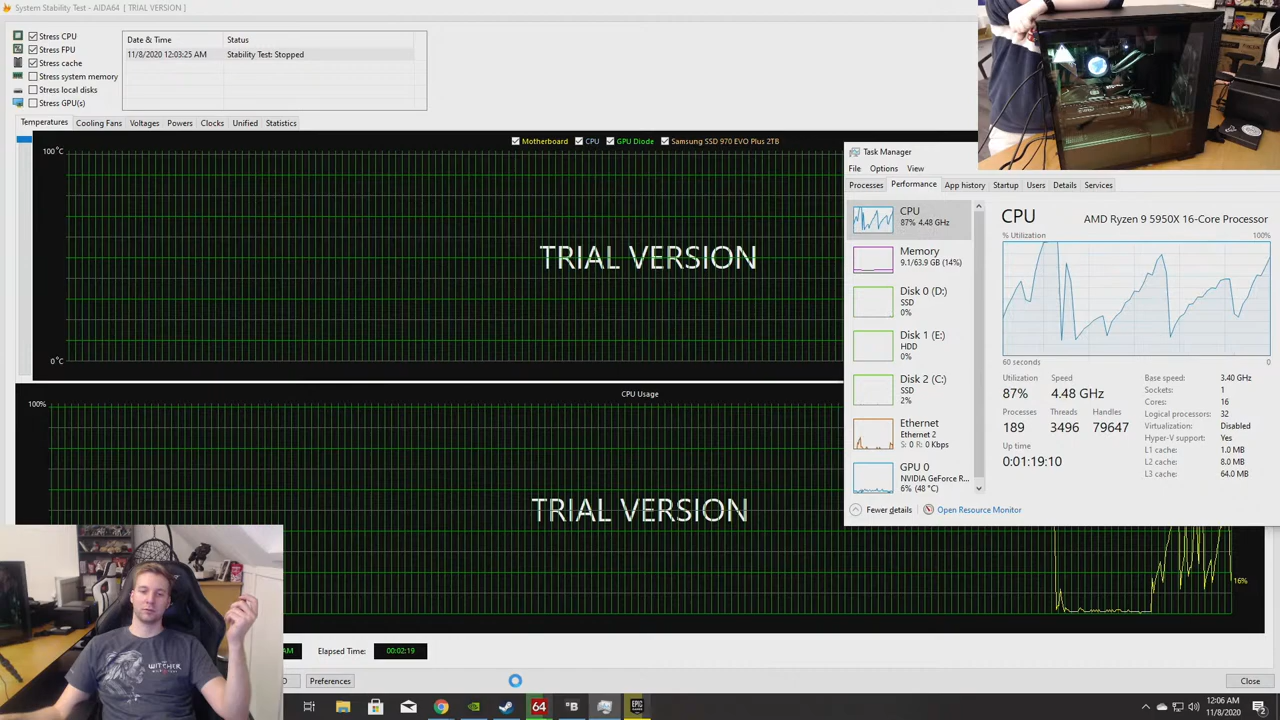 System Stability Test - AIDA64 [ TRIAL VERSION ]
Stress CPU
Stress FPU
Stress cache
Stress system memory
Stress local disks
Stress GPU(s)
Date & Time Status
11/8/2020 12:03:25 AM Stability Test: Stopped
Temperatures Cooling Fans Voltages Powers Clocks Unified Statistics
Motherboard CPU GPU Diode Samsung SSD 970 EVO Plus 2TB
100°C
TRIAL VERSION
0°C
CPU Usage
100%
TRIAL VERSION
16%
AM Elapsed Time: 00:02:19
Preferences Close
Task Manager
File Options View
Processes Performance App history Startup Users Details Services
CPU
87% 4.48 GHz
Memory
9.1/63.9 GB (14%)
Disk 0 (D:)
SSD
0%
Disk 1 (E:)
HDD
0%
Disk 2 (C:)
SSD
2%
Ethernet
Ethernet 2
S: 0 R: 0 Kbps
GPU 0
NVIDIA GeForce R...
6% (48 °C)
CPU AMD Ryzen 9 5950X 16-Core Processor
% Utilization 100%
60 seconds 0
Utilization Speed
87% 4.48 GHz
Processes Threads Handles
189 3496 79647
Up time
0:01:19:10
Base speed: 3.40 GHz
Sockets: 1
Cores: 16
Logical processors: 32
Virtualization: Disabled
Hyper-V support: Yes
L1 cache: 1.0 MB
L2 cache: 8.0 MB
L3 cache: 64.0 MB
Fewer details Open Resource Monitor
WITCHER
64
B
EPIC
GAMES
12:06 AM
11/8/2020
2